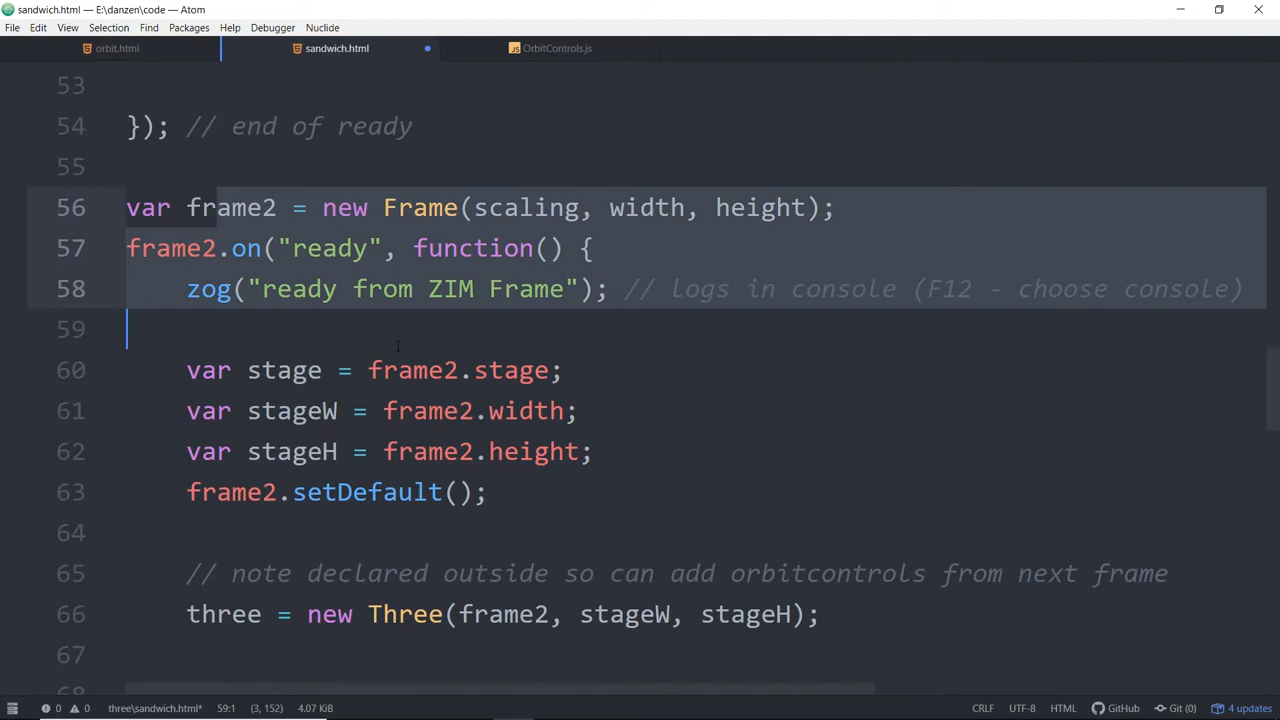 sandwich.html — E:\danzen\code — Atom
File Edit View Selection Find Packages Help Debugger Nuclide
orbit.html sandwich.html OrbitControls.js
53
54 }); // end of ready
55
56 var frame2 = new Frame(scaling, width, height);
57 frame2.on("ready", function() {
58 zog("ready from ZIM Frame"); // logs in console (F12 - choose console)
59
60 var stage = frame2.stage;
61 var stageW = frame2.width;
62 var stageH = frame2.height;
63 frame2.setDefault();
64
65 // note declared outside so can add orbitcontrols from next frame
66 three = new Three(frame2, stageW, stageH);
67
68
0 0 three\sandwich.html* 59:1 (3, 152) 4.07 KiB CRLF UTF-8 HTML GitHub Git (0) 4 updates